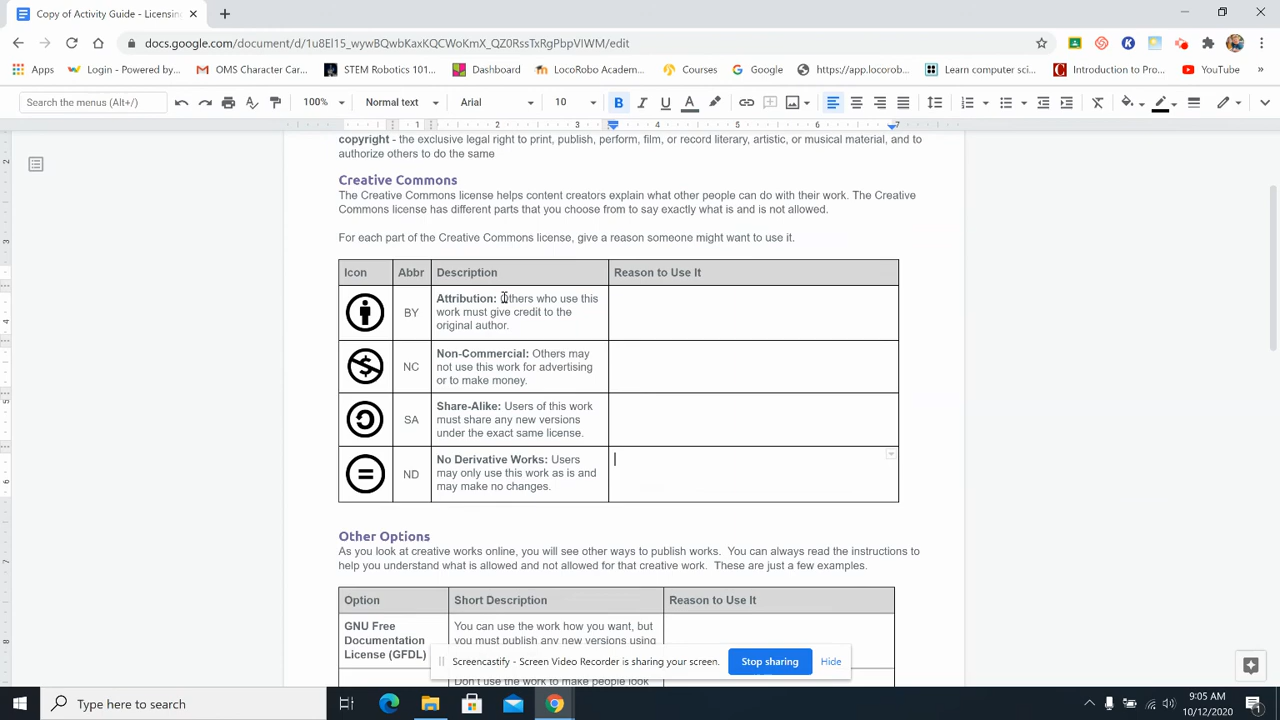 Copy of Activity Guide - Licensin
docs.google.com/document/d/1u8El15_wywBQwbKaxKQCWoKmX_QZ0RssTxRgPbpVIWM/edit
Apps Login - Powered by... OMS Character Car... STEM Robotics 101... Dashboard LocoRobo Academ... Courses Google https://app.locorob... Learn computer sci... Introduction to Pro... YouTube
Search the menus (Alt+/) 100% Normal text Arial 10 B I U A
1 1 2 3 4 5 6 7
copyright - the exclusive legal right to print, publish, perform, film, or record literary, artistic, or musical material, and to
authorize others to do the same
Creative Commons
The Creative Commons license helps content creators explain what other people can do with their work. The Creative
Commons license has different parts that you choose from to say exactly what is and is not allowed.
For each part of the Creative Commons license, give a reason someone might want to use it.
Icon Abbr Description Reason to Use It
BY Attribution: Others who use this
work must give credit to the
original author.
NC Non-Commercial: Others may
not use this work for advertising
or to make money.
SA Share-Alike: Users of this work
must share any new versions
under the exact same license.
ND No Derivative Works: Users
may only use this work as is and
may make no changes.
Other Options
As you look at creative works online, you will see other ways to publish works. You can always read the instructions to
help you understand what is allowed and not allowed for that creative work. These are just a few examples.
Option Short Description Reason to Use It
GNU Free
Documentation
License (GFDL)
You can use the work how you want, but
you must publish any new versions using
Screencastify - Screen Video Recorder is sharing your screen. Stop sharing Hide
Don't use the work to make people look
Type here to search
9:05 AM
10/12/2020